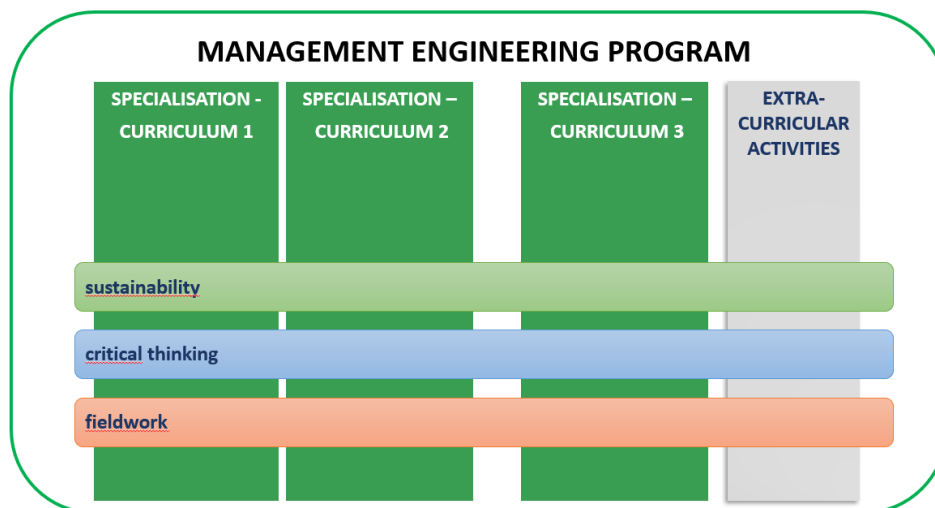 MANAGEMENT ENGINEERING PROGRAM
SPECIALISATION -
CURRICULUM 1
SPECIALISATION –
CURRICULUM 2
SPECIALISATION –
CURRICULUM 3
EXTRA-
CURRICULAR
ACTIVITIES
sustainability
critical thinking
fieldwork